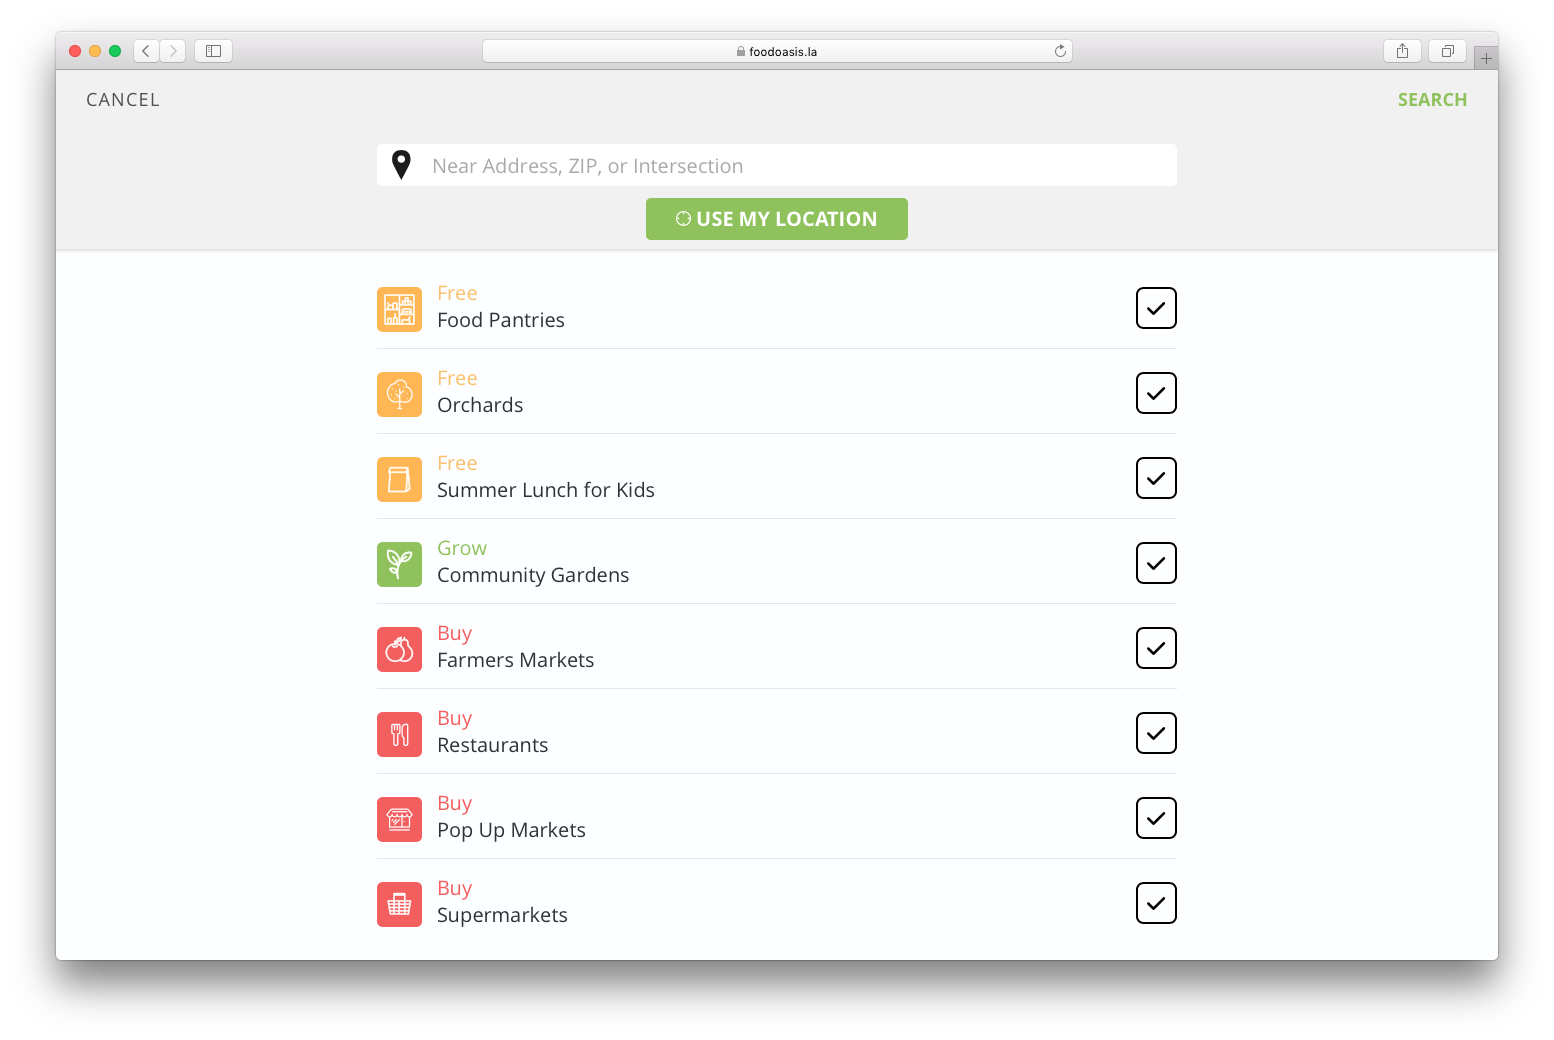 foodoasis.la
CANCEL
SEARCH
Near Address, ZIP, or Intersection
USE MY LOCATION
Free
Food Pantries
Free
Orchards
Free
Summer Lunch for Kids
Grow
Community Gardens
Buy
Farmers Markets
Buy
Restaurants
Buy
Pop Up Markets
Buy
Supermarkets